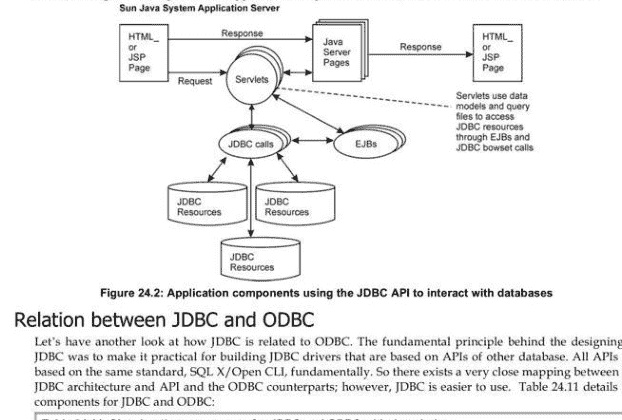 Sun Java System Application Server
HTML_
or
JSP
Page
Response
Request
Servlets
Java
Server
Pages
Response
HTML_
or
JSP
Page
Servlets use data
models and query
files to access
JDBC resources
through EJBs and
JDBC bowset calls
JDBC calls
EJBs
JDBC
Resources
JDBC
Resources
JDBC
Resources
Figure 24.2: Application components using the JDBC API to interact with databases
Relation between JDBC and ODBC
Let's have another look at how JDBC is related to ODBC. The fundamental principle behind the designing
JDBC was to make it practical for building JDBC drivers that are based on APIs of other database. All APIs
based on the same standard, SQL X/Open CLI, fundamentally. So there exists a very close mapping between
JDBC architecture and API and the ODBC counterparts; however, JDBC is easier to use. Table 24.11 details
components for JDBC and ODBC: